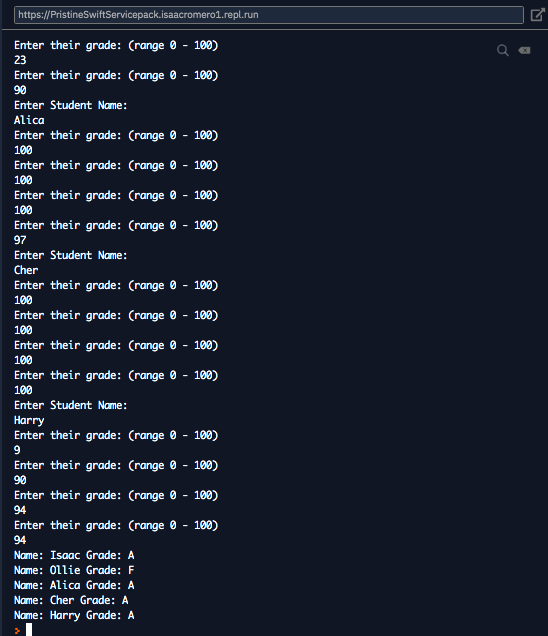 https://PristineSwiftServicepack.isaacromero1.repl.run
Enter their grade: (range 0 - 100)
23
Enter their grade: (range 0 - 100)
90
Enter Student Name:
Alica
Enter their grade: (range 0 - 100)
100
Enter their grade: (range 0 - 100)
100
Enter their grade: (range 0 - 100)
100
Enter their grade: (range 0 - 100)
97
Enter Student Name:
Cher
Enter their grade: (range 0 - 100)
100
Enter their grade: (range 0 - 100)
100
Enter their grade: (range 0 - 100)
100
Enter their grade: (range 0 - 100)
100
Enter Student Name:
Harry
Enter their grade: (range 0 - 100)
9
Enter their grade: (range 0 - 100)
90
Enter their grade: (range 0 - 100)
94
Enter their grade: (range 0 - 100)
94
Name: Isaac Grade: A
Name: Ollie Grade: F
Name: Alica Grade: A
Name: Cher Grade: A
Name: Harry Grade: A
>